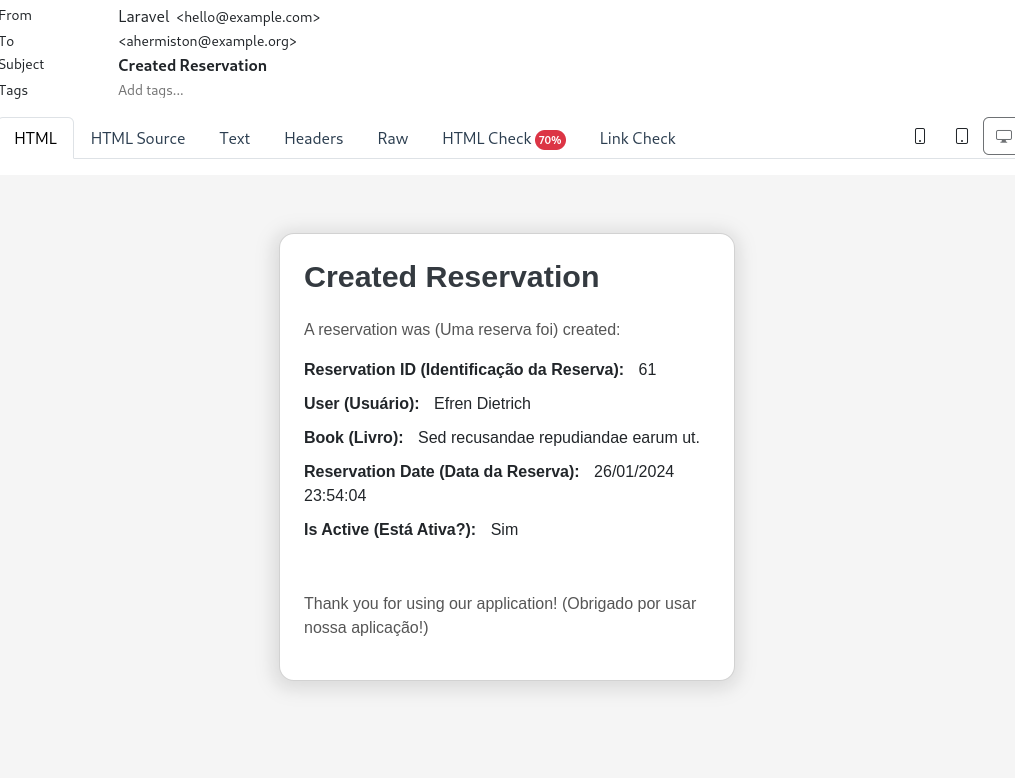 From Laravel <hello@example.com>
To <ahermiston@example.org>
Subject Created Reservation
Tags Add tags...
HTML HTML Source Text Headers Raw HTML Check 70% Link Check
Created Reservation
A reservation was (Uma reserva foi) created:
Reservation ID (Identificação da Reserva): 61
User (Usuário): Efren Dietrich
Book (Livro): Sed recusandae repudiandae earum ut.
Reservation Date (Data da Reserva): 26/01/2024
23:54:04
Is Active (Está Ativa?): Sim
Thank you for using our application! (Obrigado por usar
nossa aplicação!)